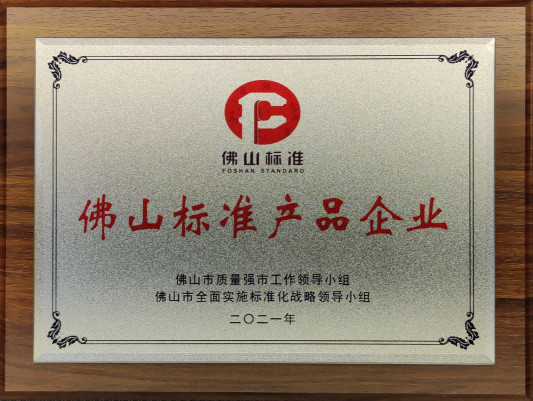 佛山标准
FOSHAN STANDARD
佛山标准产品企业
佛山市质量强市工作领导小组
佛山市全面实施标准化战略领导小组
二〇二一年